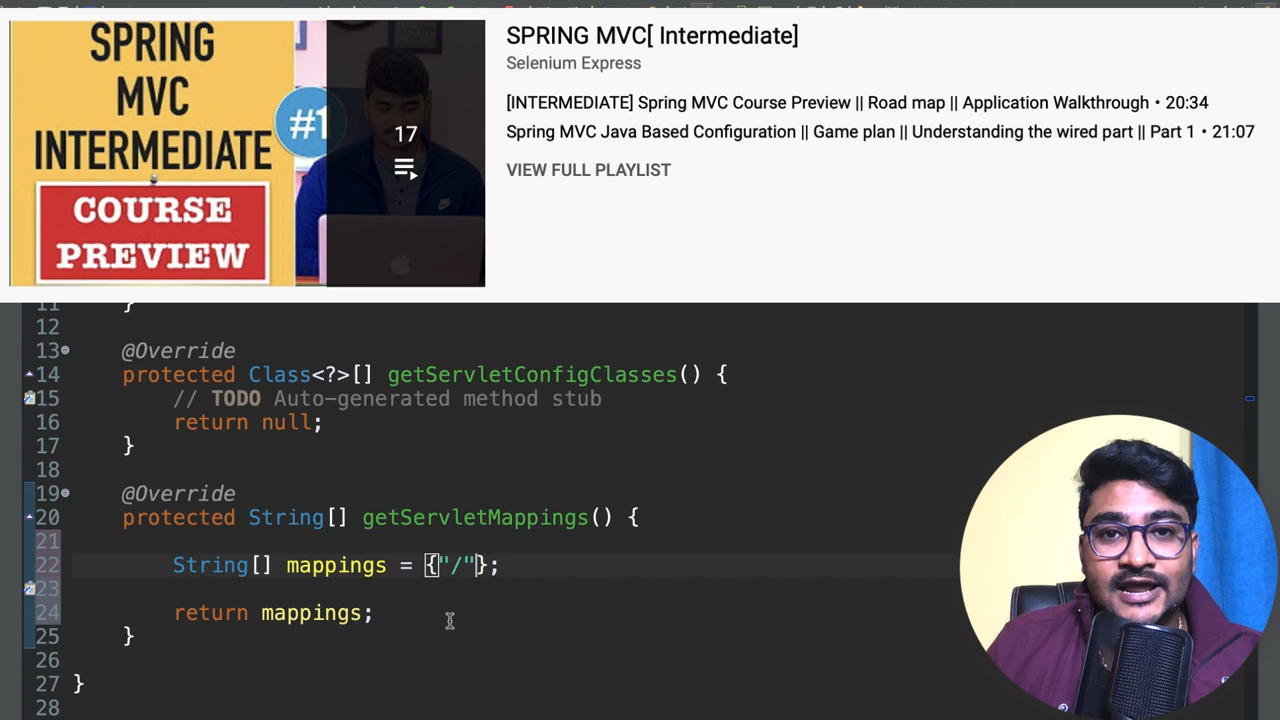 SPRING
MVC
INTERMEDIATE
#1
COURSE
PREVIEW
17
SPRING MVC[ Intermediate]
Selenium Express
[INTERMEDIATE] Spring MVC Course Preview || Road map || Application Walkthrough • 20:34
Spring MVC Java Based Configuration || Game plan || Understanding the wired part || Part 1 • 21:07
VIEW FULL PLAYLIST
11 }
12
13 @Override
14 protected Class<?>[] getServletConfigClasses() {
15 // TODO Auto-generated method stub
16 return null;
17 }
18
19 @Override
20 protected String[] getServletMappings() {
21
22 String[] mappings = {"/"};
23
24 return mappings;
25 }
26
27 }
28